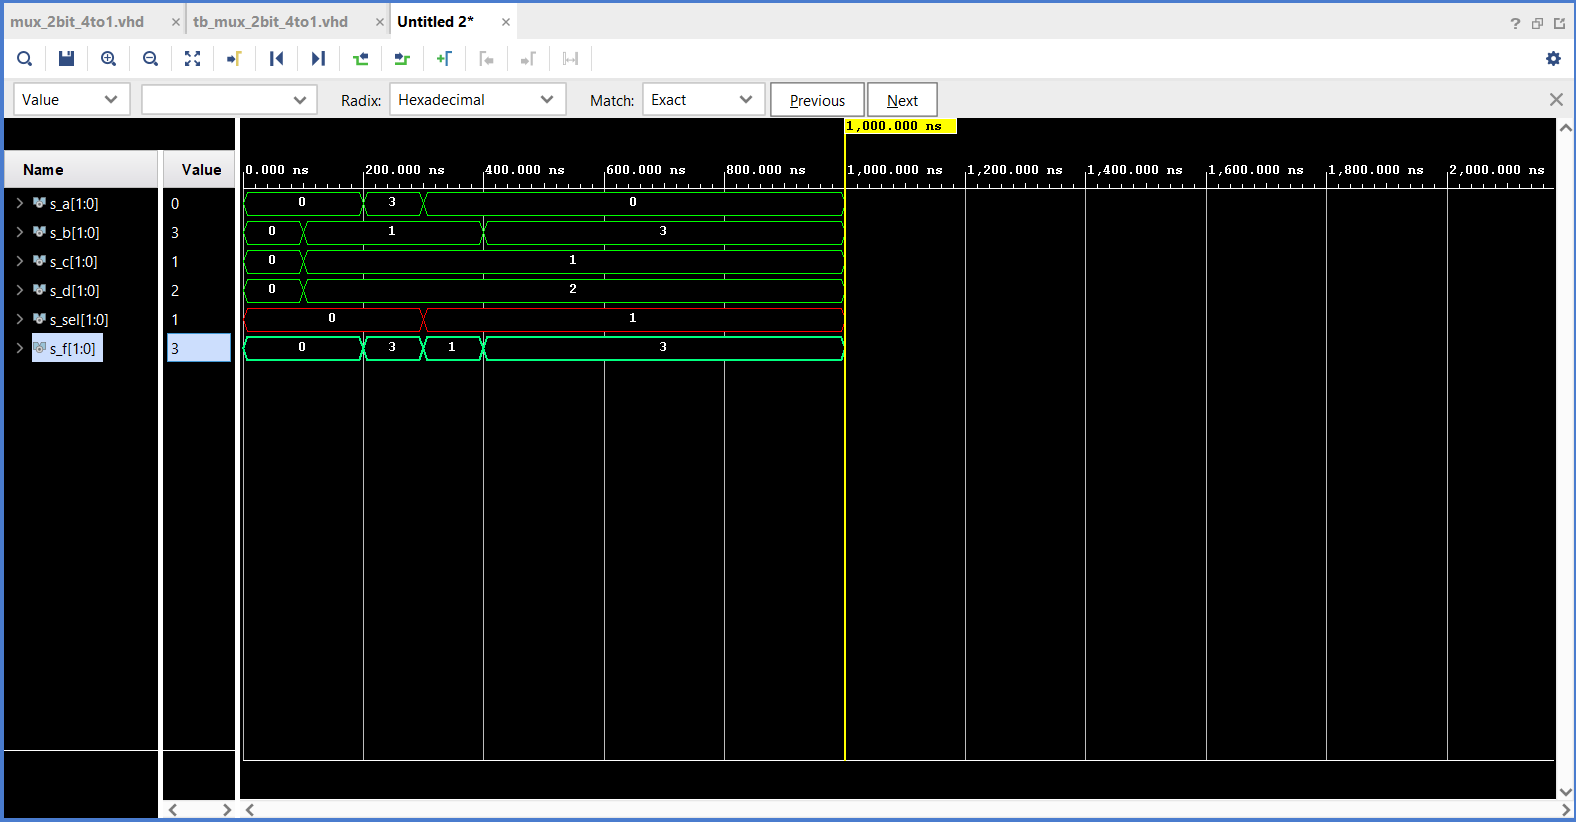 mux_2bit_4to1.vhd × tb_mux_2bit_4to1.vhd × Untitled 2* ×
Value Radix: Hexadecimal Match: Exact Previous Next
1,000.000 ns
Name Value 0.000 ns 200.000 ns 400.000 ns 600.000 ns 800.000 ns 1,000.000 ns 1,200.000 ns 1,400.000 ns 1,600.000 ns 1,800.000 ns 2,000.000 ns
s_a[1:0] 0 0 3 0
s_b[1:0] 3 0 1 3
s_c[1:0] 1 0 1
s_d[1:0] 2 0 2
s_sel[1:0] 1 0 1
s_f[1:0] 3 0 3 1 3